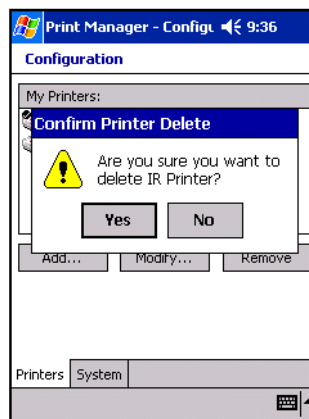 Print Manager - Configu 9:36
Configuration
My Printers:
Confirm Printer Delete
Are you sure you want to
delete IR Printer?
Yes No
Add... Modify... Remove
Printers System